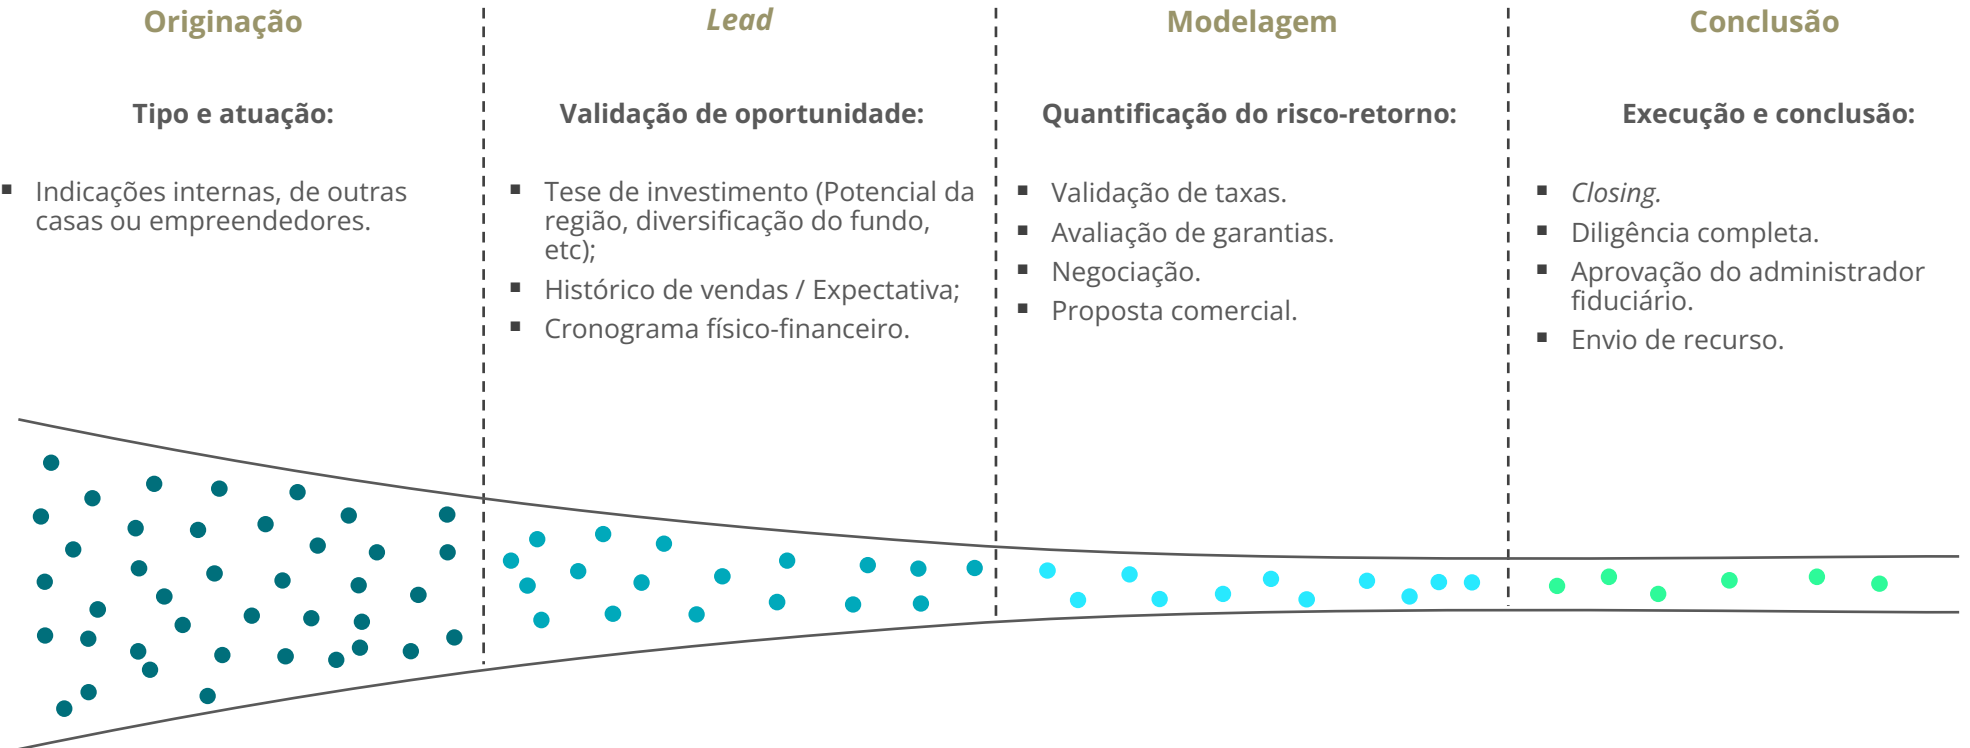 Originação
Tipo e atuação:
▪ Indicações internas, de outras
casas ou empreendedores.
Lead
Validação de oportunidade:
▪ Tese de investimento (Potencial da
região, diversificação do fundo,
etc);
▪ Histórico de vendas / Expectativa;
▪ Cronograma físico-financeiro.
Modelagem
Quantificação do risco-retorno:
▪ Validação de taxas.
▪ Avaliação de garantias.
▪ Negociação.
▪ Proposta comercial.
Conclusão
Execução e conclusão:
▪ Closing.
▪ Diligência completa.
▪ Aprovação do administrador
fiduciário.
▪ Envio de recurso.